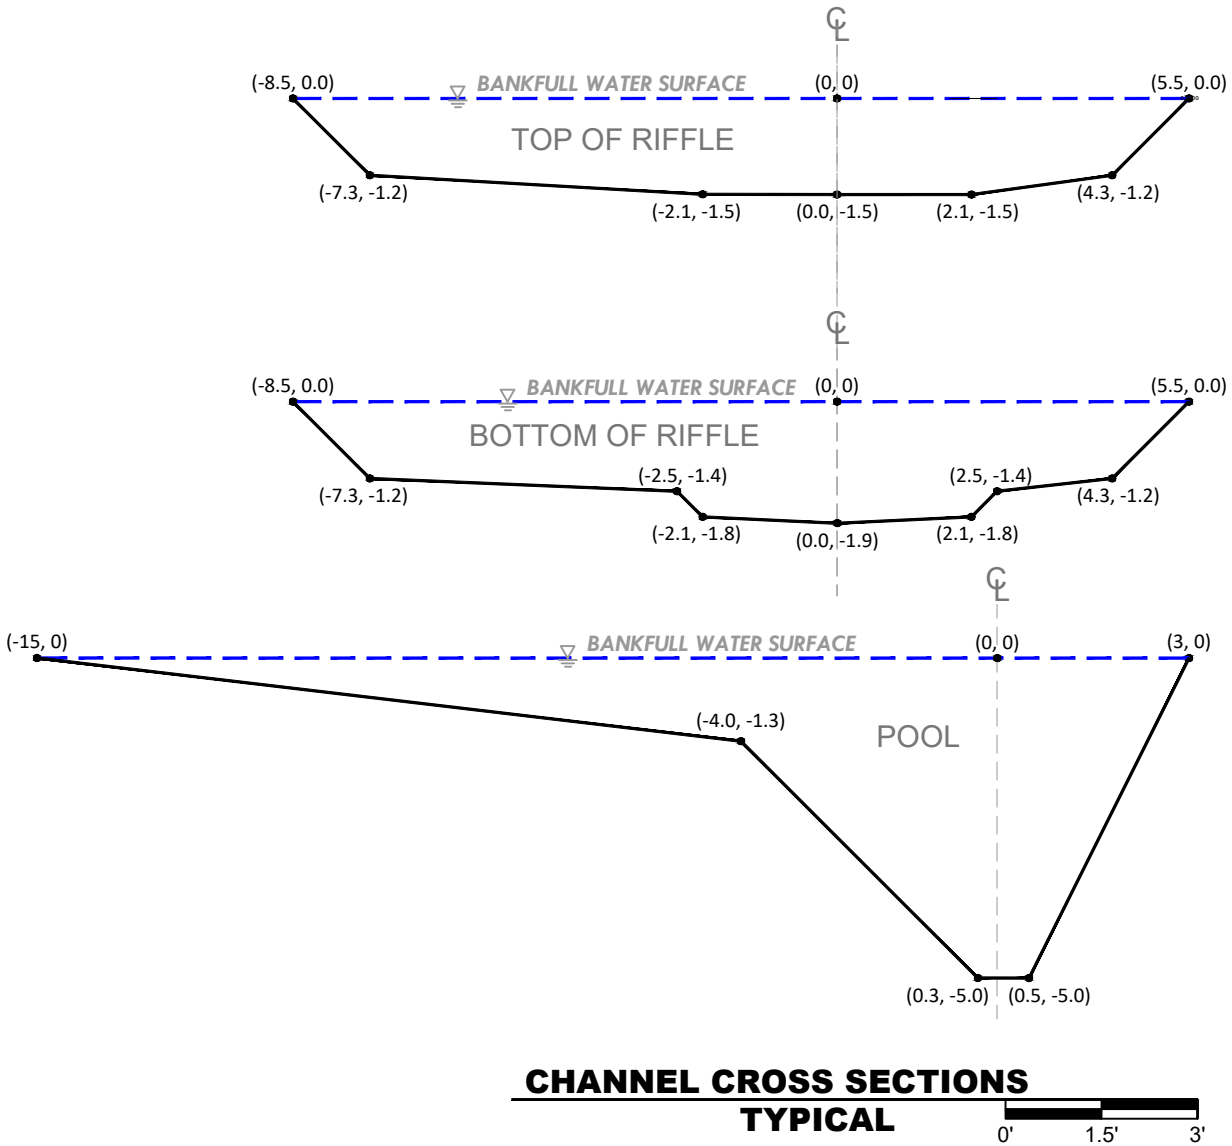 ℄
(-8.5, 0.0) BANKFULL WATER SURFACE (0, 0) (5.5, 0.0)
TOP OF RIFFLE
(-7.3, -1.2) (-2.1, -1.5) (0.0, -1.5) (2.1, -1.5) (4.3, -1.2)
℄
(-8.5, 0.0) BANKFULL WATER SURFACE (0, 0) (5.5, 0.0)
BOTTOM OF RIFFLE
(-2.5, -1.4) (2.5, -1.4)
(-7.3, -1.2) (4.3, -1.2)
(-2.1, -1.8) (0.0, -1.9) (2.1, -1.8)
℄
(-15, 0) BANKFULL WATER SURFACE (0, 0) (3, 0)
(-4.0, -1.3)
POOL
(0.3, -5.0) (0.5, -5.0)
CHANNEL CROSS SECTIONS
TYPICAL
0' 1.5' 3'